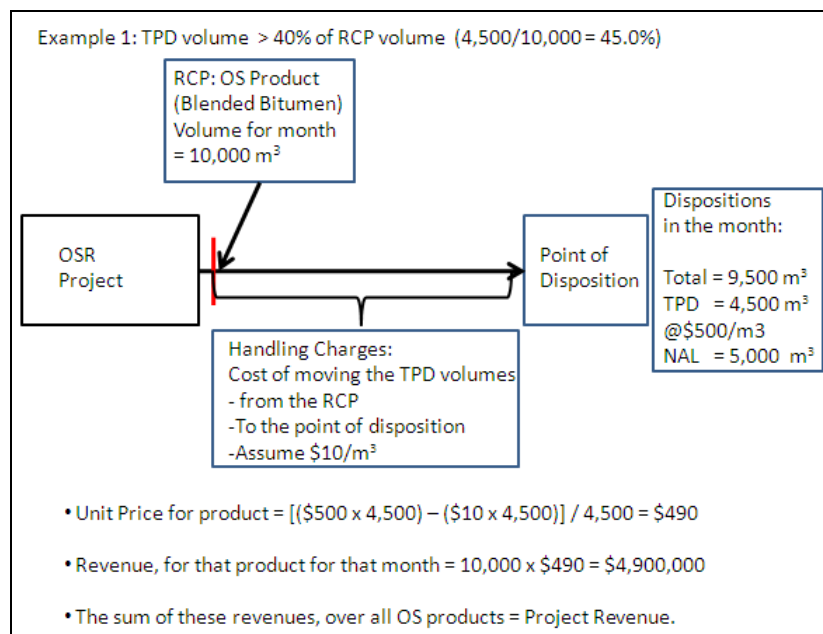 Example 1: TPD volume > 40% of RCP volume (4,500/10,000 = 45.0%)
RCP: OS Product
(Blended Bitumen)
Volume for month
= 10,000 m³
OSR
Project
Point of
Disposition
Dispositions
in the month:
Total = 9,500 m³
TPD = 4,500 m³
@$500/m3
NAL = 5,000 m³
Handling Charges:
Cost of moving the TPD volumes
- from the RCP
-To the point of disposition
-Assume $10/m³
• Unit Price for product = [($500 x 4,500) – ($10 x 4,500)] / 4,500 = $490
• Revenue, for that product for that month = 10,000 x $490 = $4,900,000
• The sum of these revenues, over all OS products = Project Revenue.